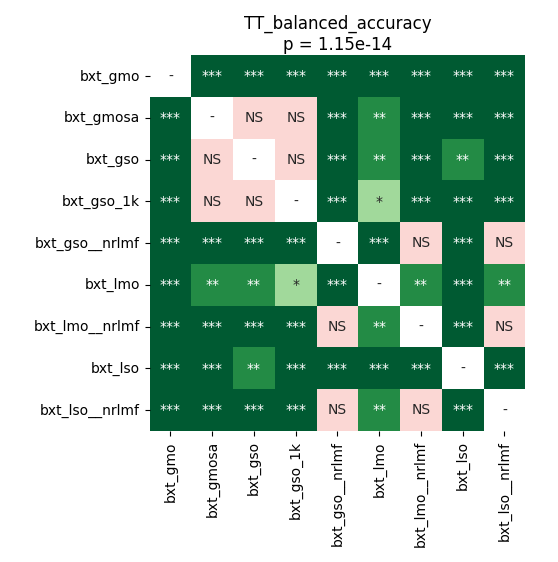 TT_balanced_accuracy
p = 1.15e-14
bxt_gmo - *** *** *** *** *** *** *** ***
bxt_gmosa *** - NS NS *** ** *** *** ***
bxt_gso *** NS - NS *** ** *** ** ***
bxt_gso_1k *** NS NS - *** * *** *** ***
bxt_gso__nrlmf *** *** *** *** - *** NS *** NS
bxt_lmo *** ** ** * *** - ** *** **
bxt_lmo__nrlmf *** *** *** *** NS ** - *** NS
bxt_lso *** *** ** *** *** *** *** - ***
bxt_lso__nrlmf *** *** *** *** NS ** NS *** -
bxt_gmo
bxt_gmosa
bxt_gso
bxt_gso_1k
bxt_gso__nrlmf
bxt_lmo
bxt_lmo__nrlmf
bxt_lso
bxt_lso__nrlmf